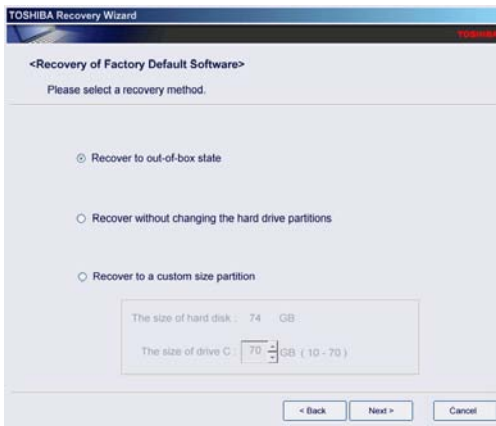 TOSHIBA Recovery Wizard
TOSHIBA
<Recovery of Factory Default Software>
Please select a recovery method.
Recover to out-of-box state
Recover without changing the hard drive partitions
Recover to a custom size partition
The size of hard disk : 74 GB
The size of drive C : 70 GB ( 10 - 70 )
< Back Next > Cancel